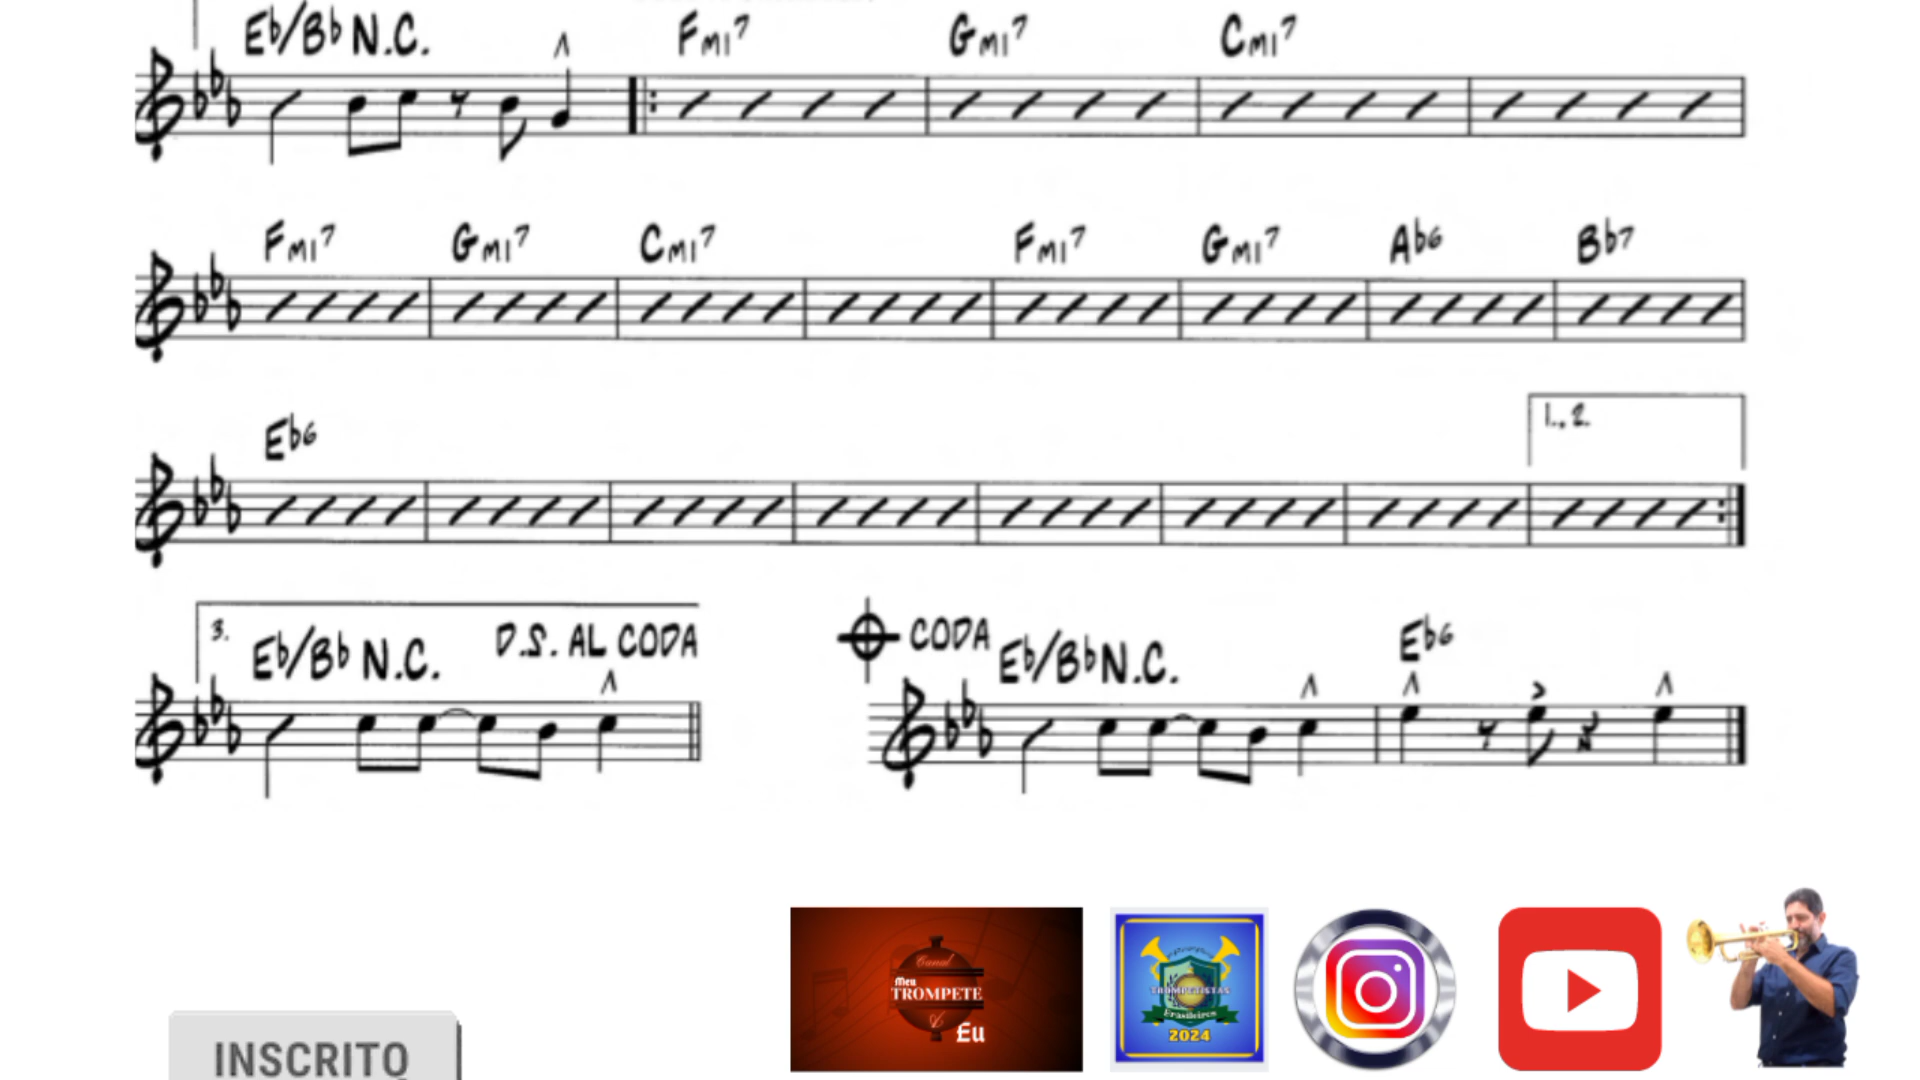 Eb/Bb N.C. Fmi7 Gmi7 Cmi7
Fmi7 Gmi7 Cmi7 Fmi7 Gmi7 Ab6 Bb7
Eb6
1., 2.
3. Eb/Bb N.C. D.S. AL CODA
CODA Eb/Bb N.C. Eb6
Canal
Meu
TROMPETE
&
Eu
TROMPETISTAS
Brasileiros
2024
INSCRITO